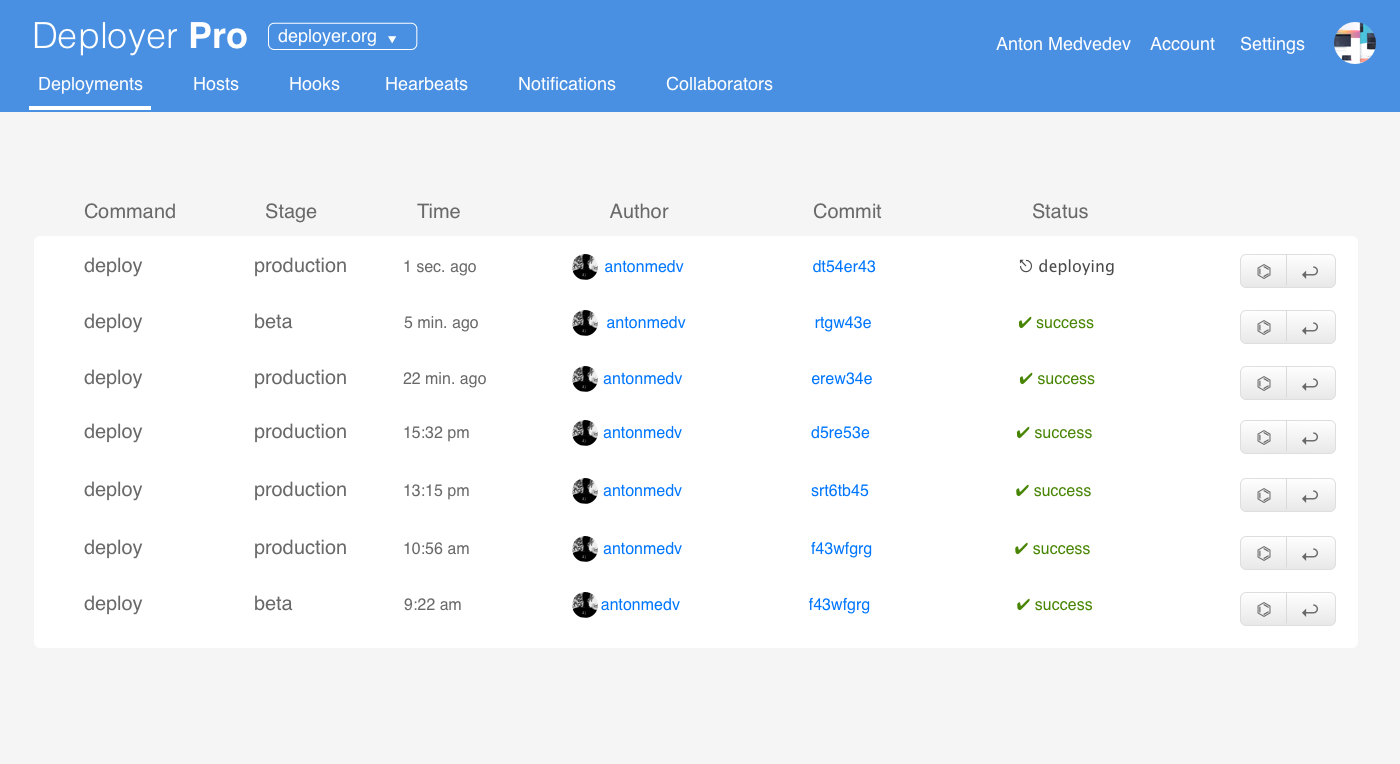 Deployer Pro deployer.org ▼
Anton Medvedev Account Settings
Deployments Hosts Hooks Hearbeats Notifications Collaborators
Command Stage Time Author Commit Status
deploy production 1 sec. ago antonmedv dt54er43 deploying
deploy beta 5 min. ago antonmedv rtgw43e ✔ success
deploy production 22 min. ago antonmedv erew34e ✔ success
deploy production 15:32 pm antonmedv d5re53e ✔ success
deploy production 13:15 pm antonmedv srt6tb45 ✔ success
deploy production 10:56 am antonmedv f43wfgrg ✔ success
deploy beta 9:22 am antonmedv f43wfgrg ✔ success